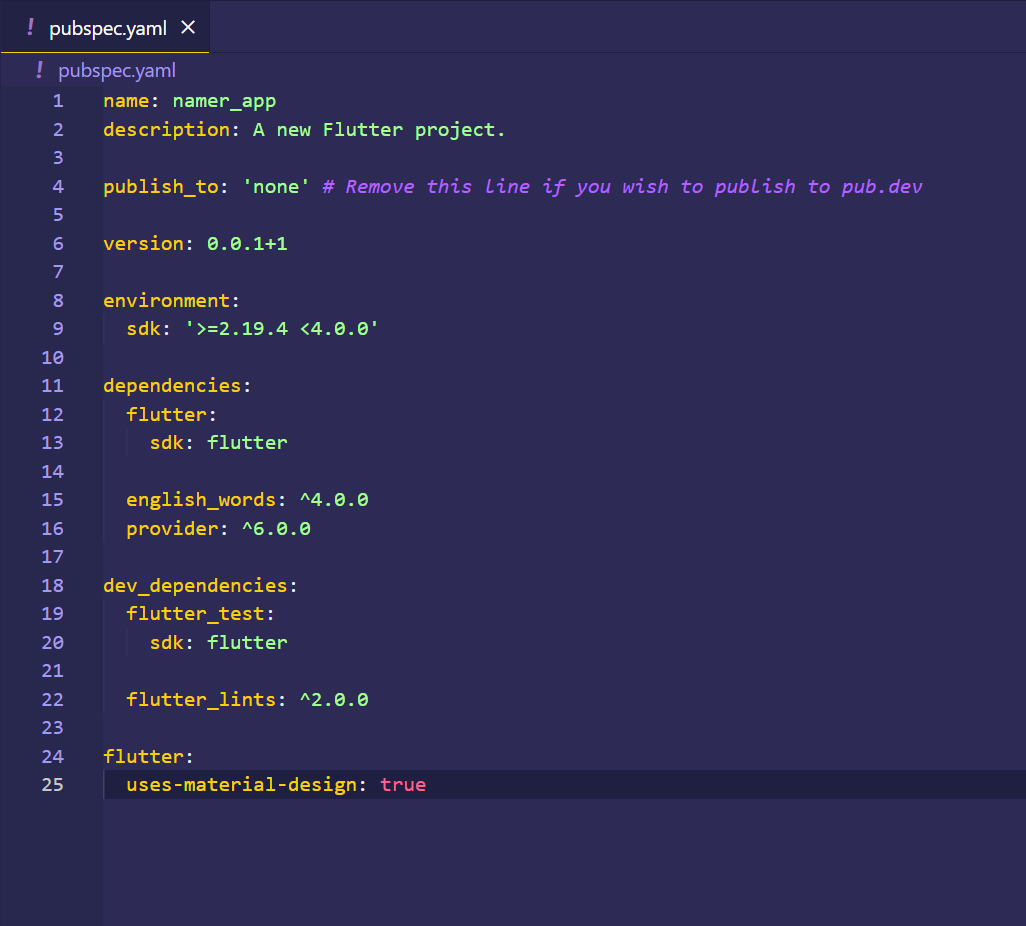 ! pubspec.yaml ×
! pubspec.yaml
1 name: namer_app
2 description: A new Flutter project.
3
4 publish_to: 'none' # Remove this line if you wish to publish to pub.dev
5
6 version: 0.0.1+1
7
8 environment:
9   sdk: '>=2.19.4 <4.0.0'
10
11 dependencies:
12   flutter:
13     sdk: flutter
14
15   english_words: ^4.0.0
16   provider: ^6.0.0
17
18 dev_dependencies:
19   flutter_test:
20     sdk: flutter
21
22   flutter_lints: ^2.0.0
23
24 flutter:
25   uses-material-design: true